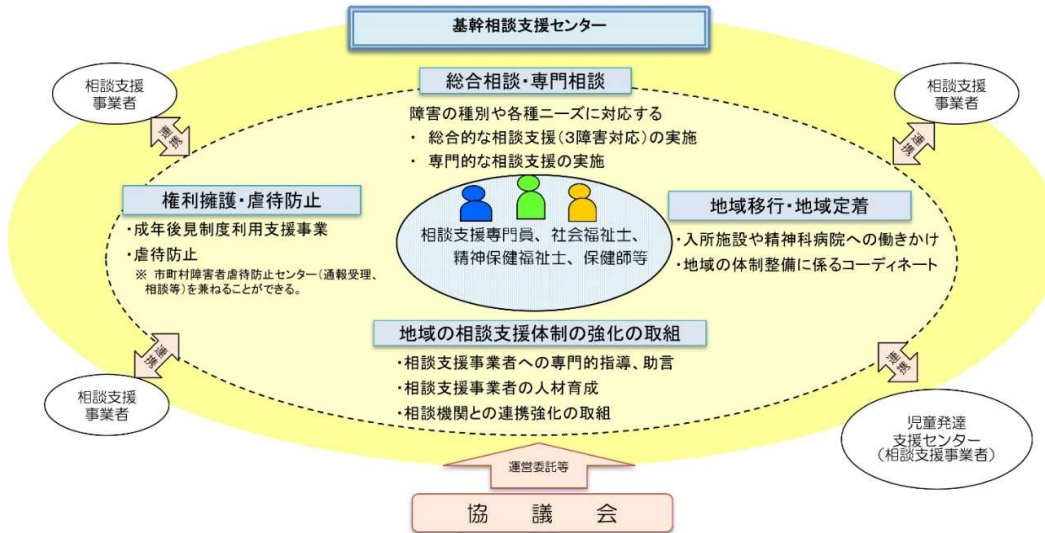 基幹相談支援センター
相談支援
事業者
連携
総合相談・専門相談
障害の種別や各種ニーズに対応する
・ 総合的な相談支援（3障害対応）の実施
・ 専門的な相談支援の実施
相談支援
事業者
連携
権利擁護・虐待防止
・成年後見制度利用支援事業
・虐待防止
※ 市町村障害者虐待防止センター（通報受理、
相談等）を兼ねることができる。
相談支援専門員、社会福祉士、
精神保健福祉士、保健師等
地域移行・地域定着
・入所施設や精神科病院への働きかけ
・地域の体制整備に係るコーディネート
地域の相談支援体制の強化の取組
・相談支援事業者への専門的指導、助言
・相談支援事業者の人材育成
・相談機関との連携強化の取組
連携
相談支援
事業者
連携
児童発達
支援センター
（相談支援事業者）
運営委託等
協議会